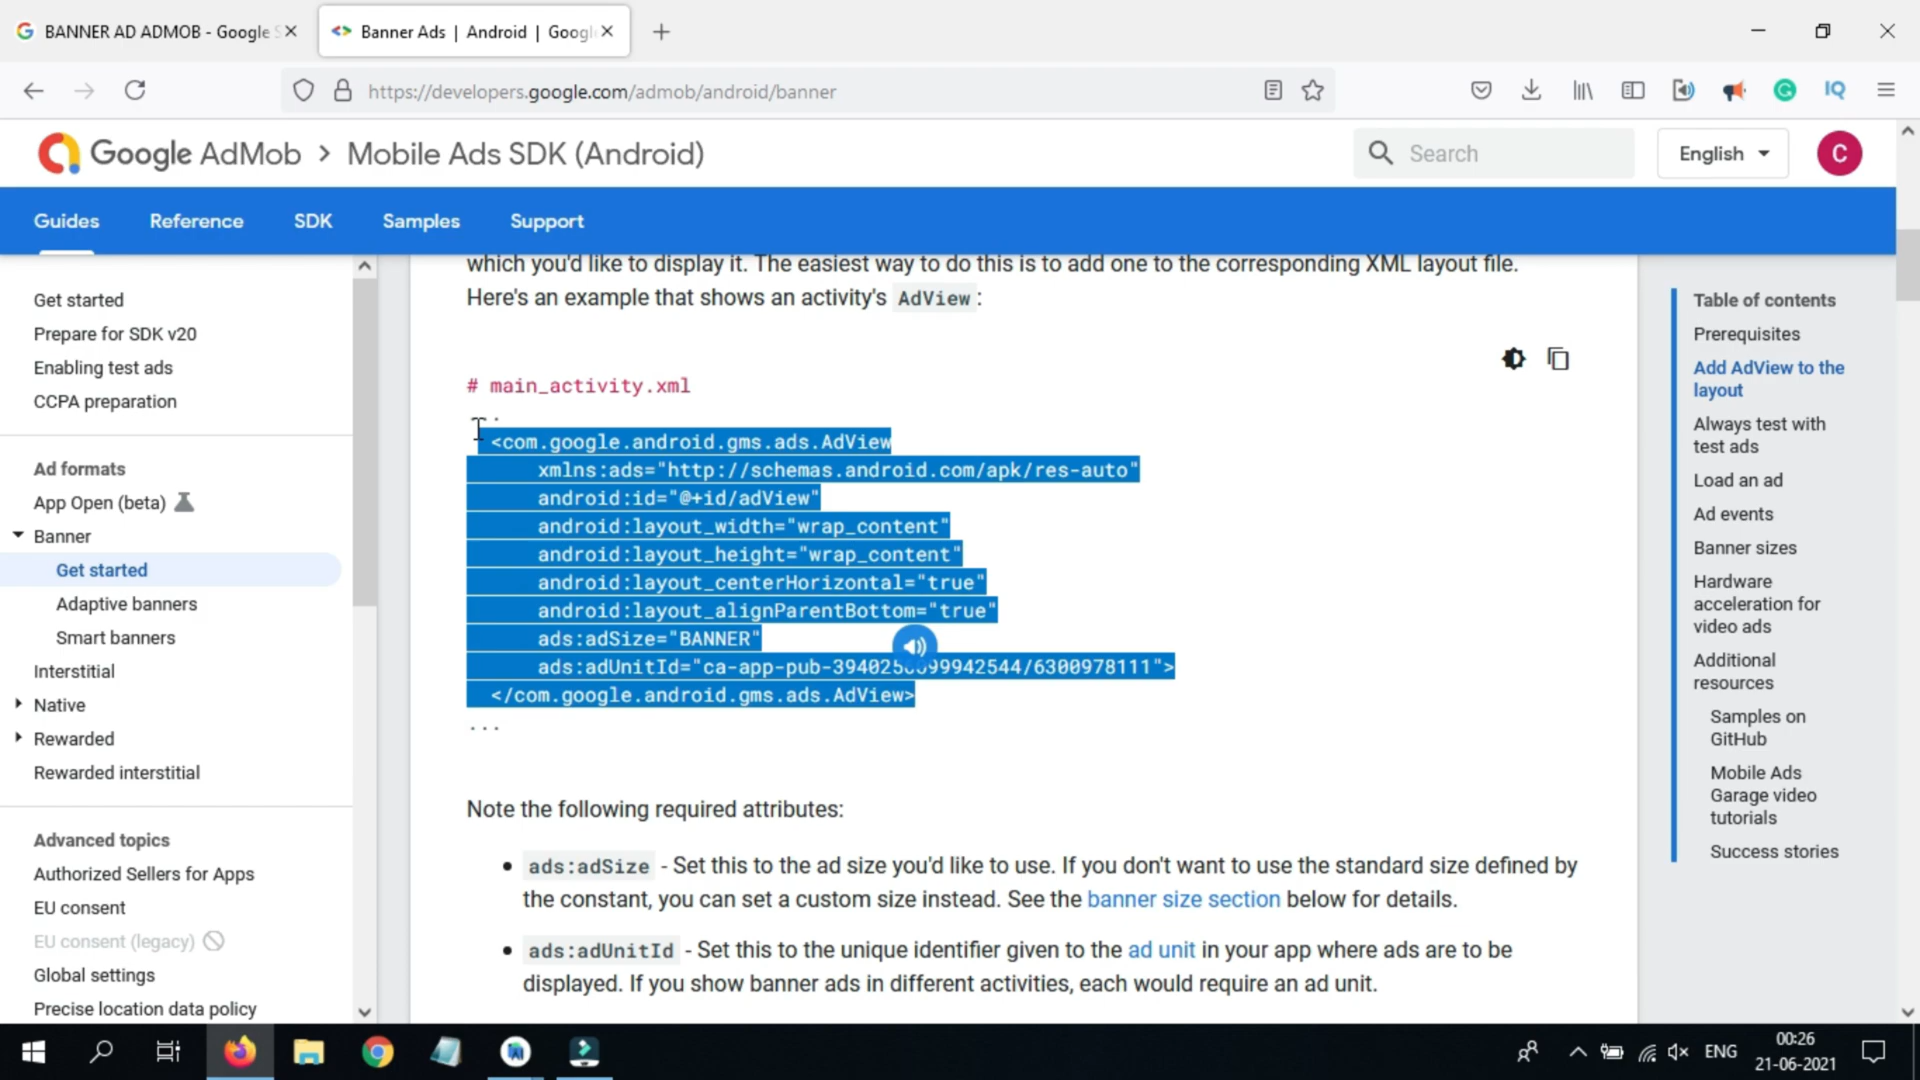 BANNER AD ADMOB - Google S
Banner Ads | Android | Googl
https://developers.google.com/admob/android/banner
IQ
Google AdMob > Mobile Ads SDK (Android)
Search
English
C
Guides
Reference
SDK
Samples
Support
Get started
Prepare for SDK v20
Enabling test ads
CCPA preparation
Ad formats
App Open (beta)
Banner
Get started
Adaptive banners
Smart banners
Interstitial
Native
Rewarded
Rewarded interstitial
Advanced topics
Authorized Sellers for Apps
EU consent
EU consent (legacy)
Global settings
Precise location data policy
which you'd like to display it. The easiest way to do this is to add one to the corresponding XML layout file.
Here's an example that shows an activity's AdView:
# main_activity.xml
...
<com.google.android.gms.ads.AdView
xmlns:ads="http://schemas.android.com/apk/res-auto"
android:id="@+id/adView"
android:layout_width="wrap_content"
android:layout_height="wrap_content"
android:layout_centerHorizontal="true"
android:layout_alignParentBottom="true"
ads:adSize="BANNER"
ads:adUnitId="ca-app-pub-3940256099942544/6300978111">
</com.google.android.gms.ads.AdView>
...
Note the following required attributes:
• ads:adSize - Set this to the ad size you'd like to use. If you don't want to use the standard size defined by
the constant, you can set a custom size instead. See the banner size section below for details.
• ads:adUnitId - Set this to the unique identifier given to the ad unit in your app where ads are to be
displayed. If you show banner ads in different activities, each would require an ad unit.
Table of contents
Prerequisites
Add AdView to the
layout
Always test with
test ads
Load an ad
Ad events
Banner sizes
Hardware
acceleration for
video ads
Additional
resources
Samples on
GitHub
Mobile Ads
Garage video
tutorials
Success stories
ENG
00:26
21-06-2021